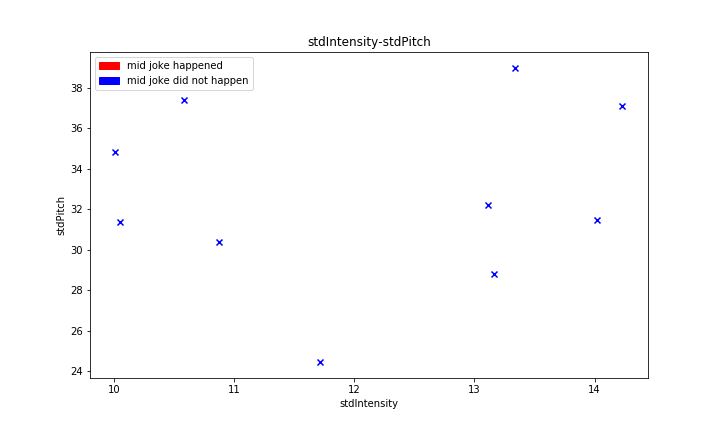 stdIntensity-stdPitch
mid joke happened
mid joke did not happen
38
36
34
32
30
28
26
24
stdPitch
10 11 12 13 14
stdIntensity